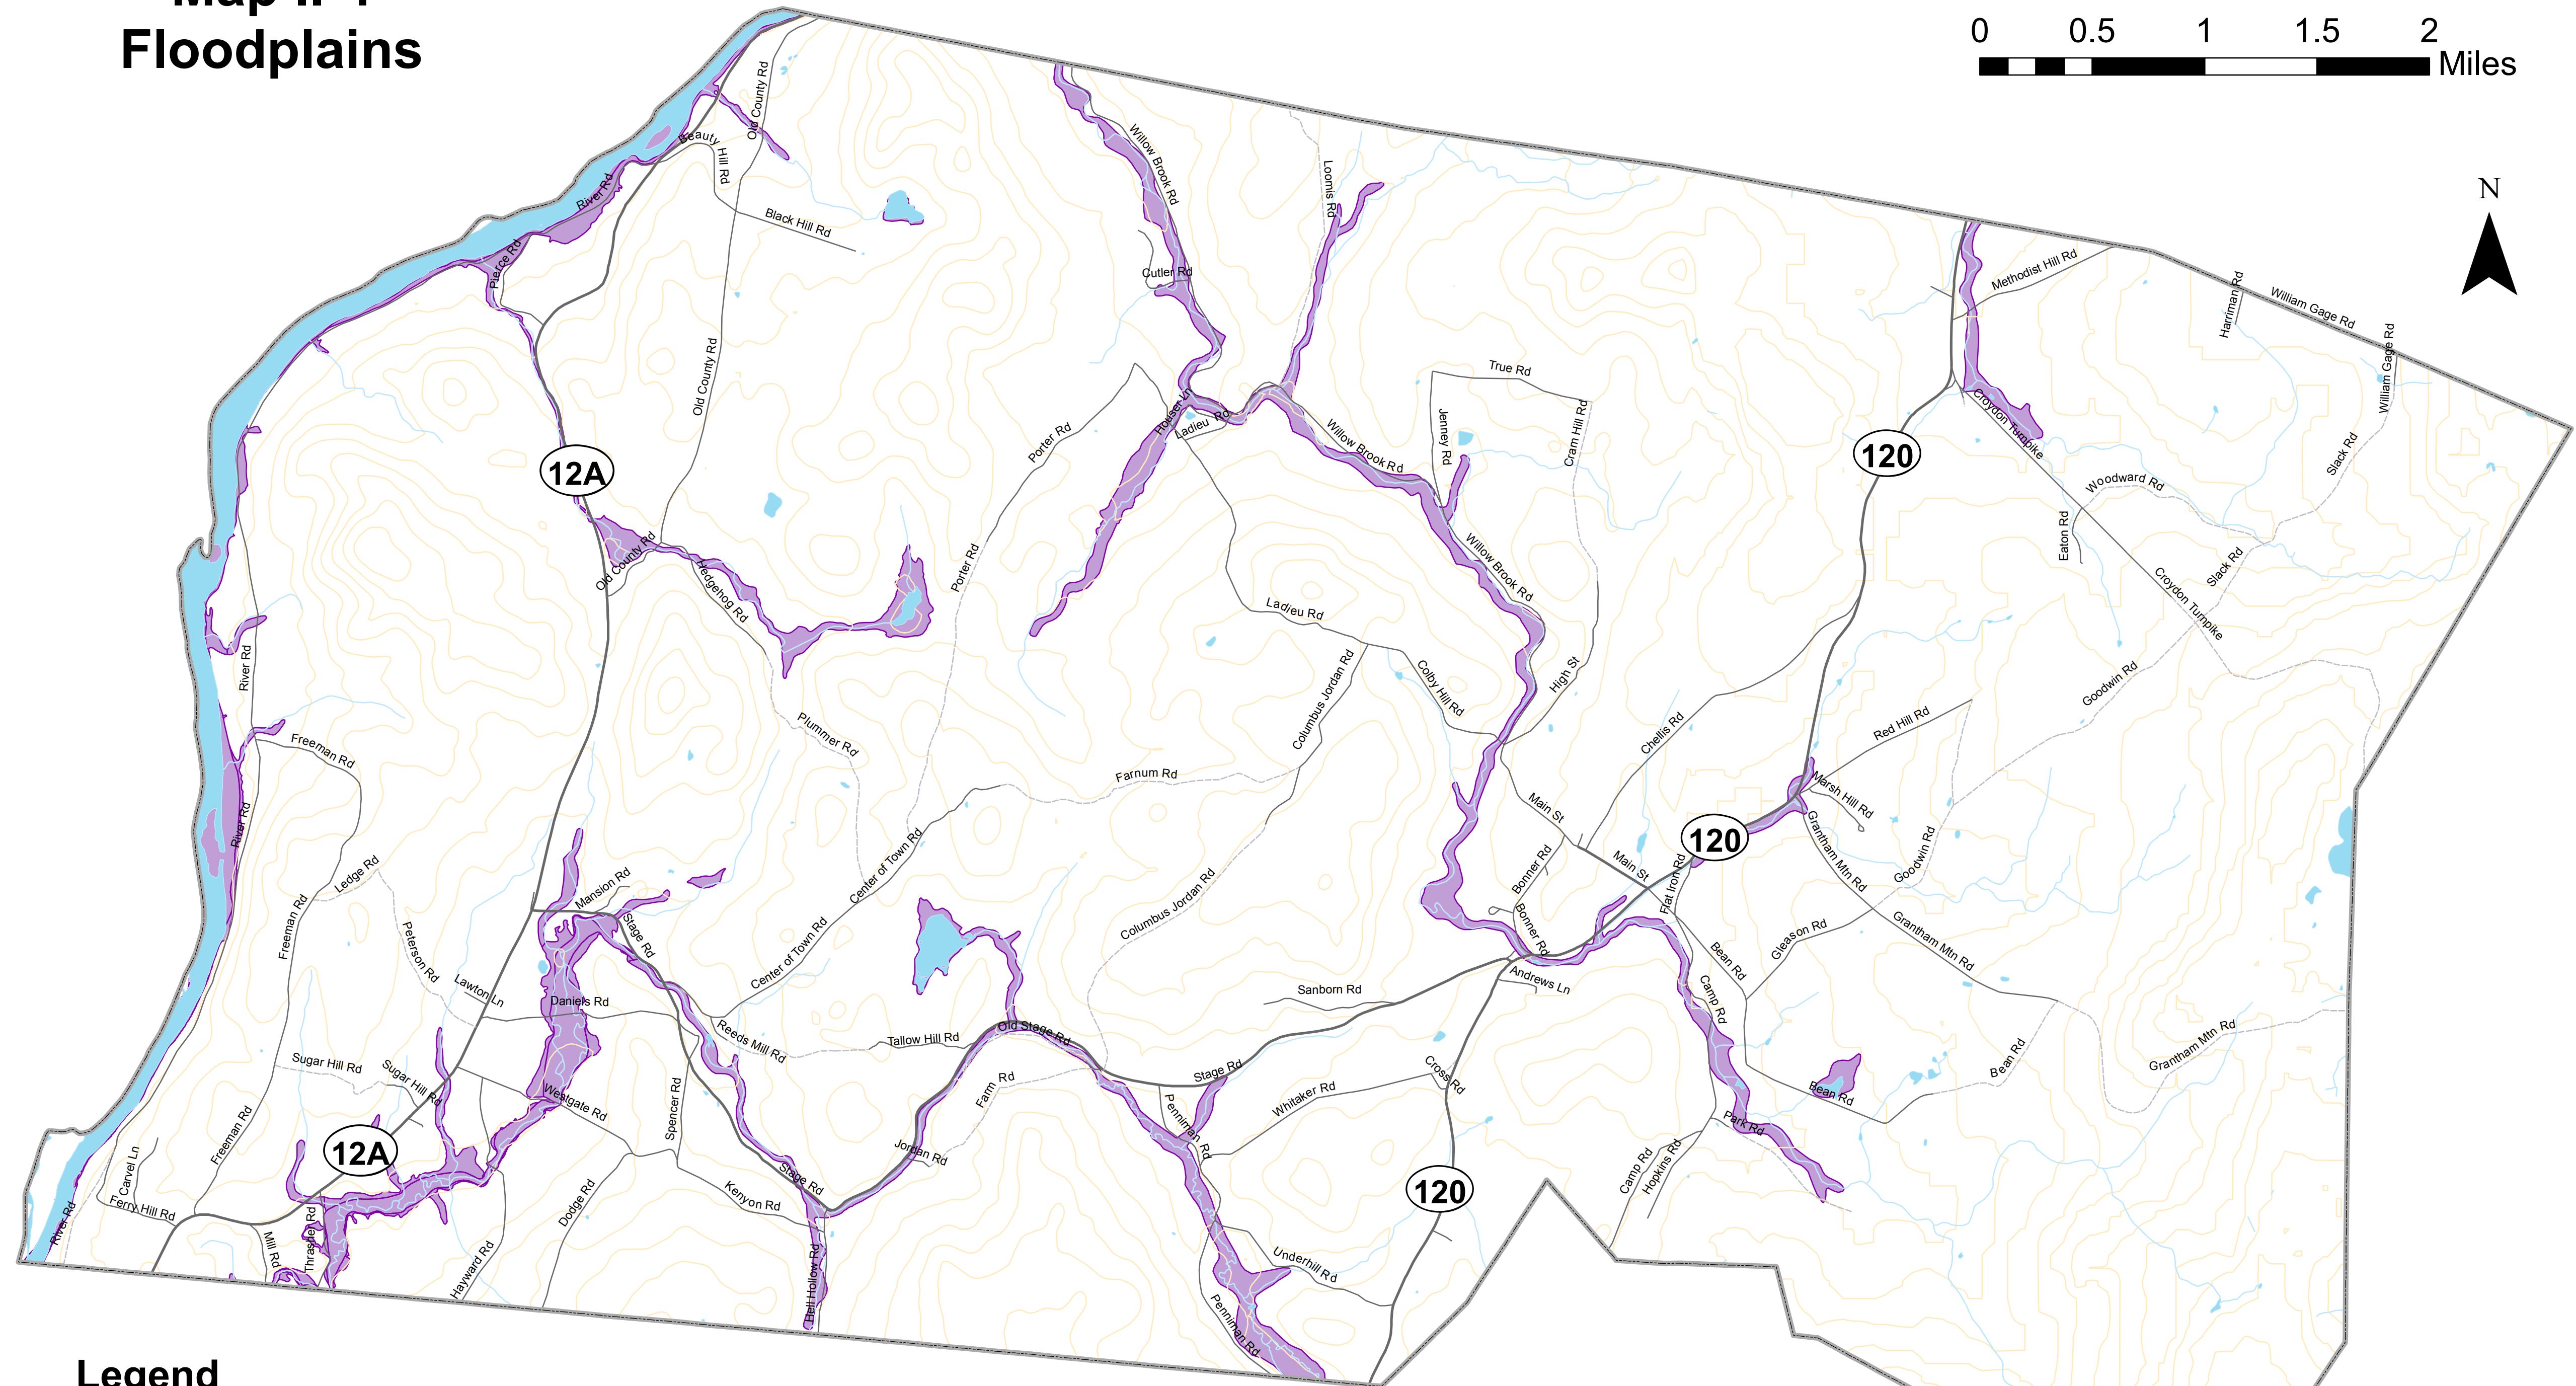 Floodplains
0 0.5 1 1.5 2
Miles
N
Old County Rd
Beauty Hill Rd
River Rd
Black Hill Rd
Pierce Rd
Willow Brook Rd
Loomis Rd
Cutler Rd
Methodist Hill Rd
Harriman Rd
William Gage Rd
William Gage Rd
Old County Rd
True Rd
Houser Ln
Ladieu Rd
Porter Rd
Willow Brook Rd
Jenney Rd
Cram Hill Rd
Croydon Turnpike
Slack Rd
12A
120
Woodward Rd
Eaton Rd
Old County Rd
Hedgehog Rd
Porter Rd
Willow Brook Rd
Slack Rd
Croydon Turnpike
Ladieu Rd
River Rd
Columbus Jordan Rd
Colby Hill Rd
High St
Goodwin Rd
Freeman Rd
Plummer Rd
Farnum Rd
Chellis Rd
Red Hill Rd
River Rd
Main St
Marsh Hill Rd
120
Ledge Rd
Mansion Rd
Center of Town Rd
Bonner Rd
Main St
Flat Iron Rd
Grantham Mtn Rd
Goodwin Rd
Freeman Rd
Peterson Rd
Stage Rd
Center of Town Rd
Columbus Jordan Rd
Bonner Rd
Bean Rd
Gleason Rd
Grantham Mtn Rd
Lawton Ln
Daniels Rd
Sanborn Rd
Andrews Ln
Camp Rd
Reeds Mill Rd
Tallow Hill Rd
Old Stage Rd
Grantham Mtn Rd
Bean Rd
Sugar Hill Rd
Sugar Hill Rd
Westgate Rd
Spencer Rd
Farm Rd
Stage Rd
Whitaker Rd
Cross Rd
Bean Rd
Freeman Rd
12A
Jordan Rd
Penniman Rd
Park Rd
Carvel Ln
Ferry Hill Rd
Stage Rd
Kenyon Rd
Dodge Rd
120
Camp Rd
Hopkins Rd
River Rd
Mill Rd
Thrasher Rd
Hayward Rd
Hell Hollow Rd
Underhill Rd
Penniman Rd
Legend